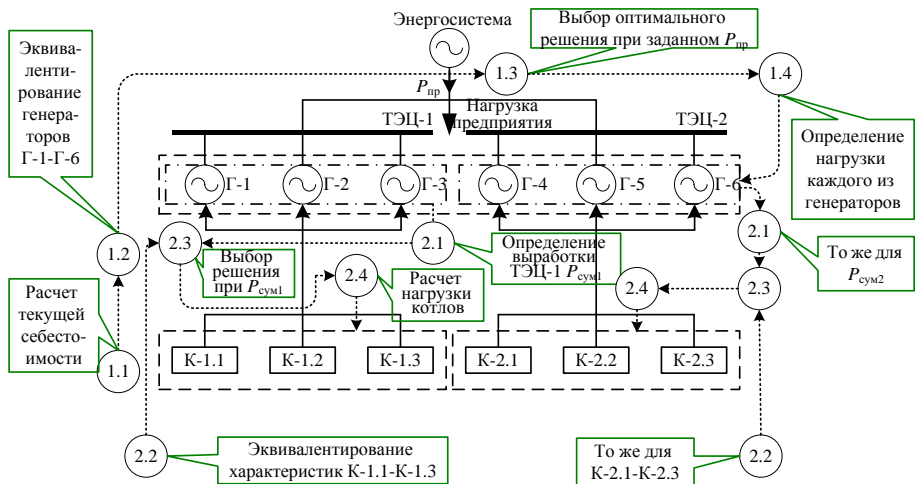 Энергосистема
Выбор оптимального
решения при заданном Pпр
Эквива-
лентиро-
рование
генера-
торов
Г-1-Г-6
1.3
1.4
Pпр
ТЭЦ-1
Нагрузка
предприятия
ТЭЦ-2
Определение
нагрузки
каждого из
генераторов
Г-1
Г-2
Г-3
Г-4
Г-5
Г-6
1.2
2.3
2.1
2.1
Выбор
решения
при Pсум1
Определение
выработки
ТЭЦ-1 Pсум1
То же для
Pсум2
Расчет
текущей
себесто-
имости
2.4
Расчет
нагрузки
котлов
2.4
2.3
1.1
К-1.1
К-1.2
К-1.3
К-2.1
К-2.2
К-2.3
2.2
Эквивалентирование
характеристик К-1.1-К-1.3
То же для
К-2.1-К-2.3
2.2